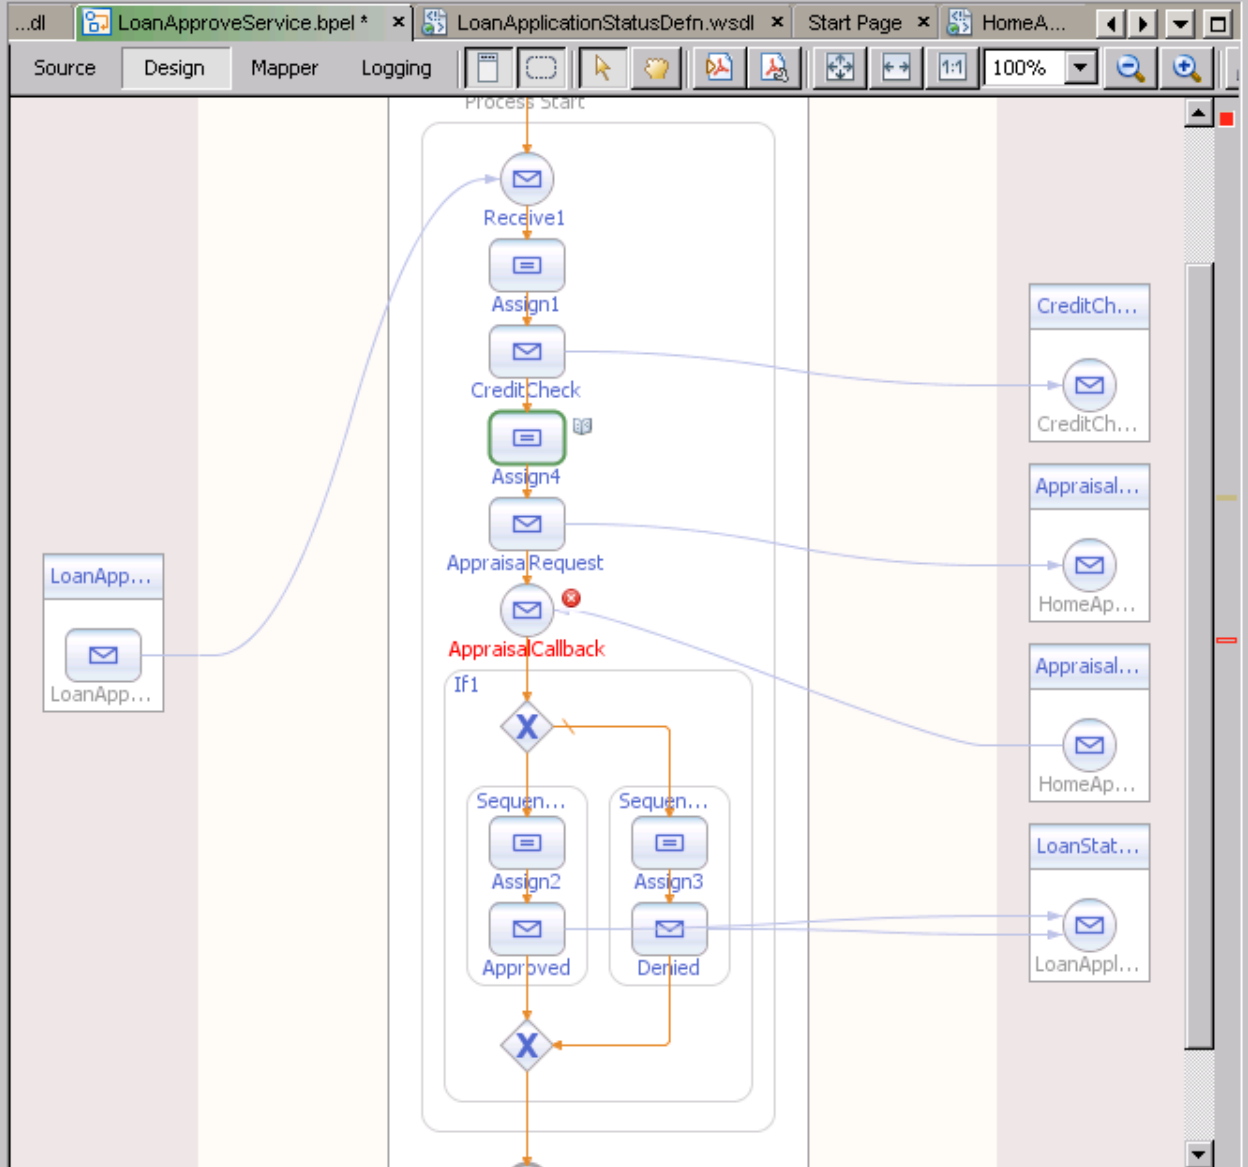 ...dl
LoanApproveService.bpel *
LoanApplicationStatusDefn.wsdl
Start Page
HomeA...
Source
Design
Mapper
Logging
1:1
100%
Process Start
Receive1
Assign1
CreditCheck
Assign4
AppraisalRequest
AppraisalCallback
If1
X
Sequen...
Sequen...
Assign2
Assign3
Approved
Denied
X
LoanApp...
LoanApp...
CreditCh...
CreditCh...
Appraisal...
HomeAp...
Appraisal...
HomeAp...
LoanStat...
LoanAppl...